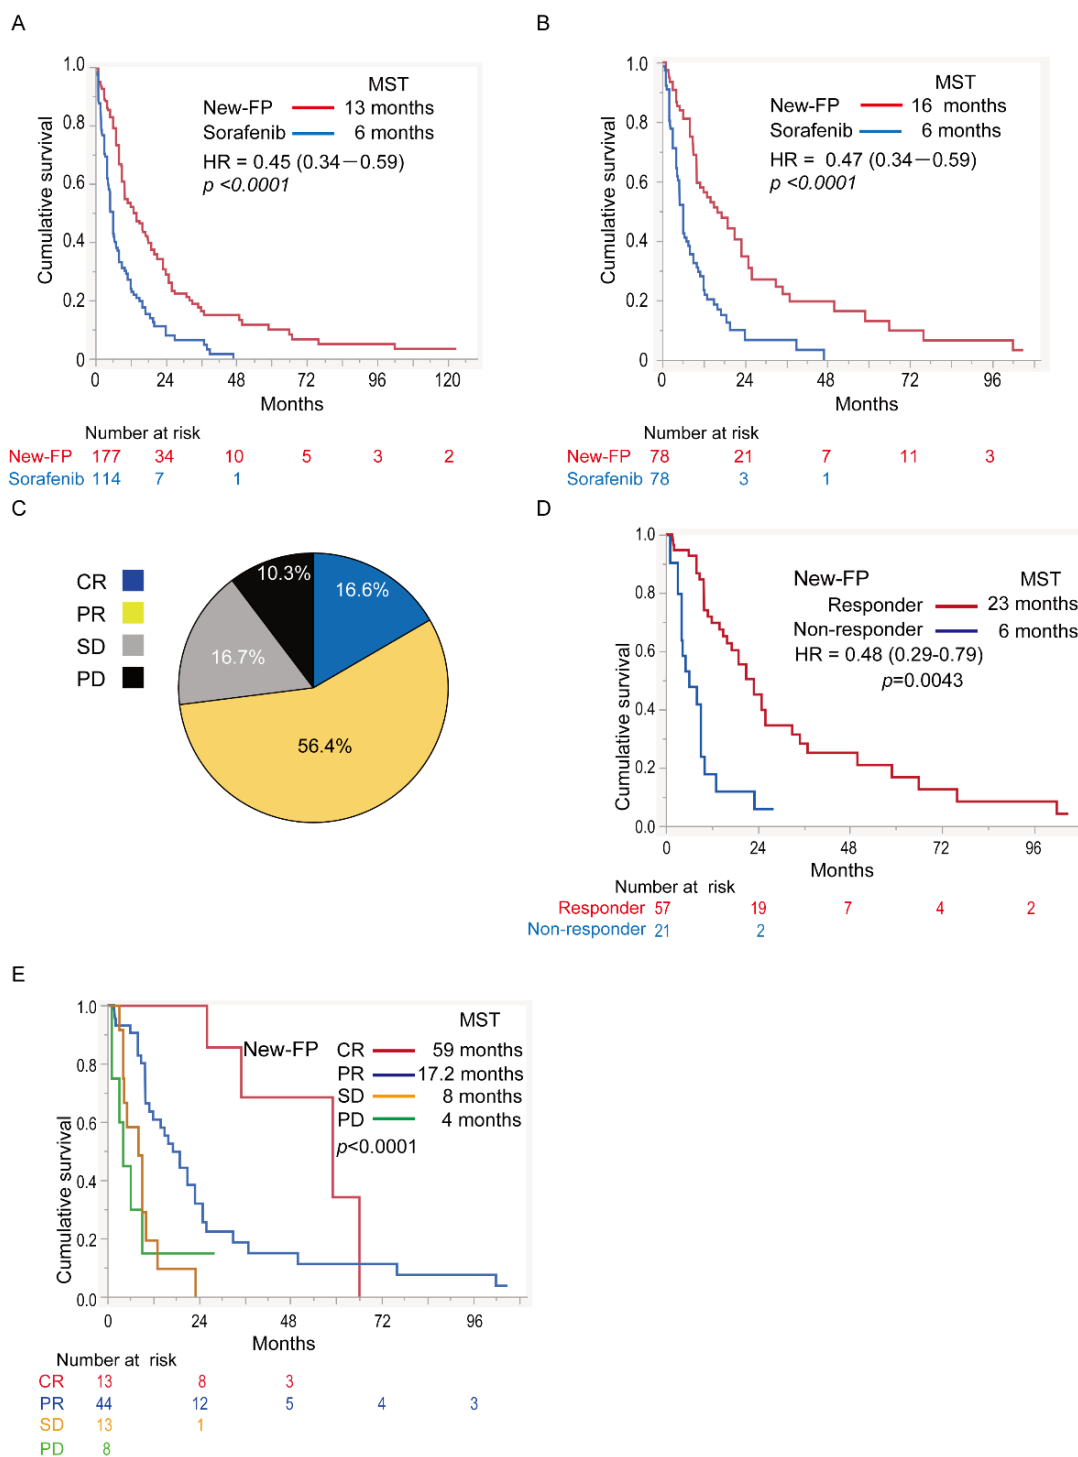 A
1.0
0.8
0.6
0.4
0.2
0
Cumulative survival
MST
New-FP 13 months
Sorafenib 6 months
HR = 0.45 (0.34－0.59)
p <0.0001
0 24 48 72 96 120
Months
Number at risk
New-FP 177 34 10 5 3 2
Sorafenib 114 7 1
B
1.0
0.8
0.6
0.4
0.2
0
Cumulative survival
MST
New-FP 16 months
Sorafenib 6 months
HR = 0.47 (0.34－0.59)
p <0.0001
0 24 48 72 96
Months
Number at risk
New-FP 78 21 7 11 3
Sorafenib 78 3 1
C
CR
PR
SD
PD
10.3%
16.6%
16.7%
56.4%
D
1.0
0.8
0.6
0.4
0.2
0.0
Cumulative survival
New-FP MST
Responder 23 months
Non-responder 6 months
HR = 0.48 (0.29-0.79)
p=0.0043
0 24 48 72 96
Months
Number at risk
Responder 57 19 7 4 2
Non-responder 21 2
E
1.0
0.8
0.6
0.4
0.2
0.0
Cumulative survival
MST
New-FP CR 59 months
PR 17.2 months
SD 8 months
PD 4 months
p<0.0001
0 24 48 72 96
Months
Number at risk
CR 13 8 3
PR 44 12 5 4 3
SD 13 1
PD 8